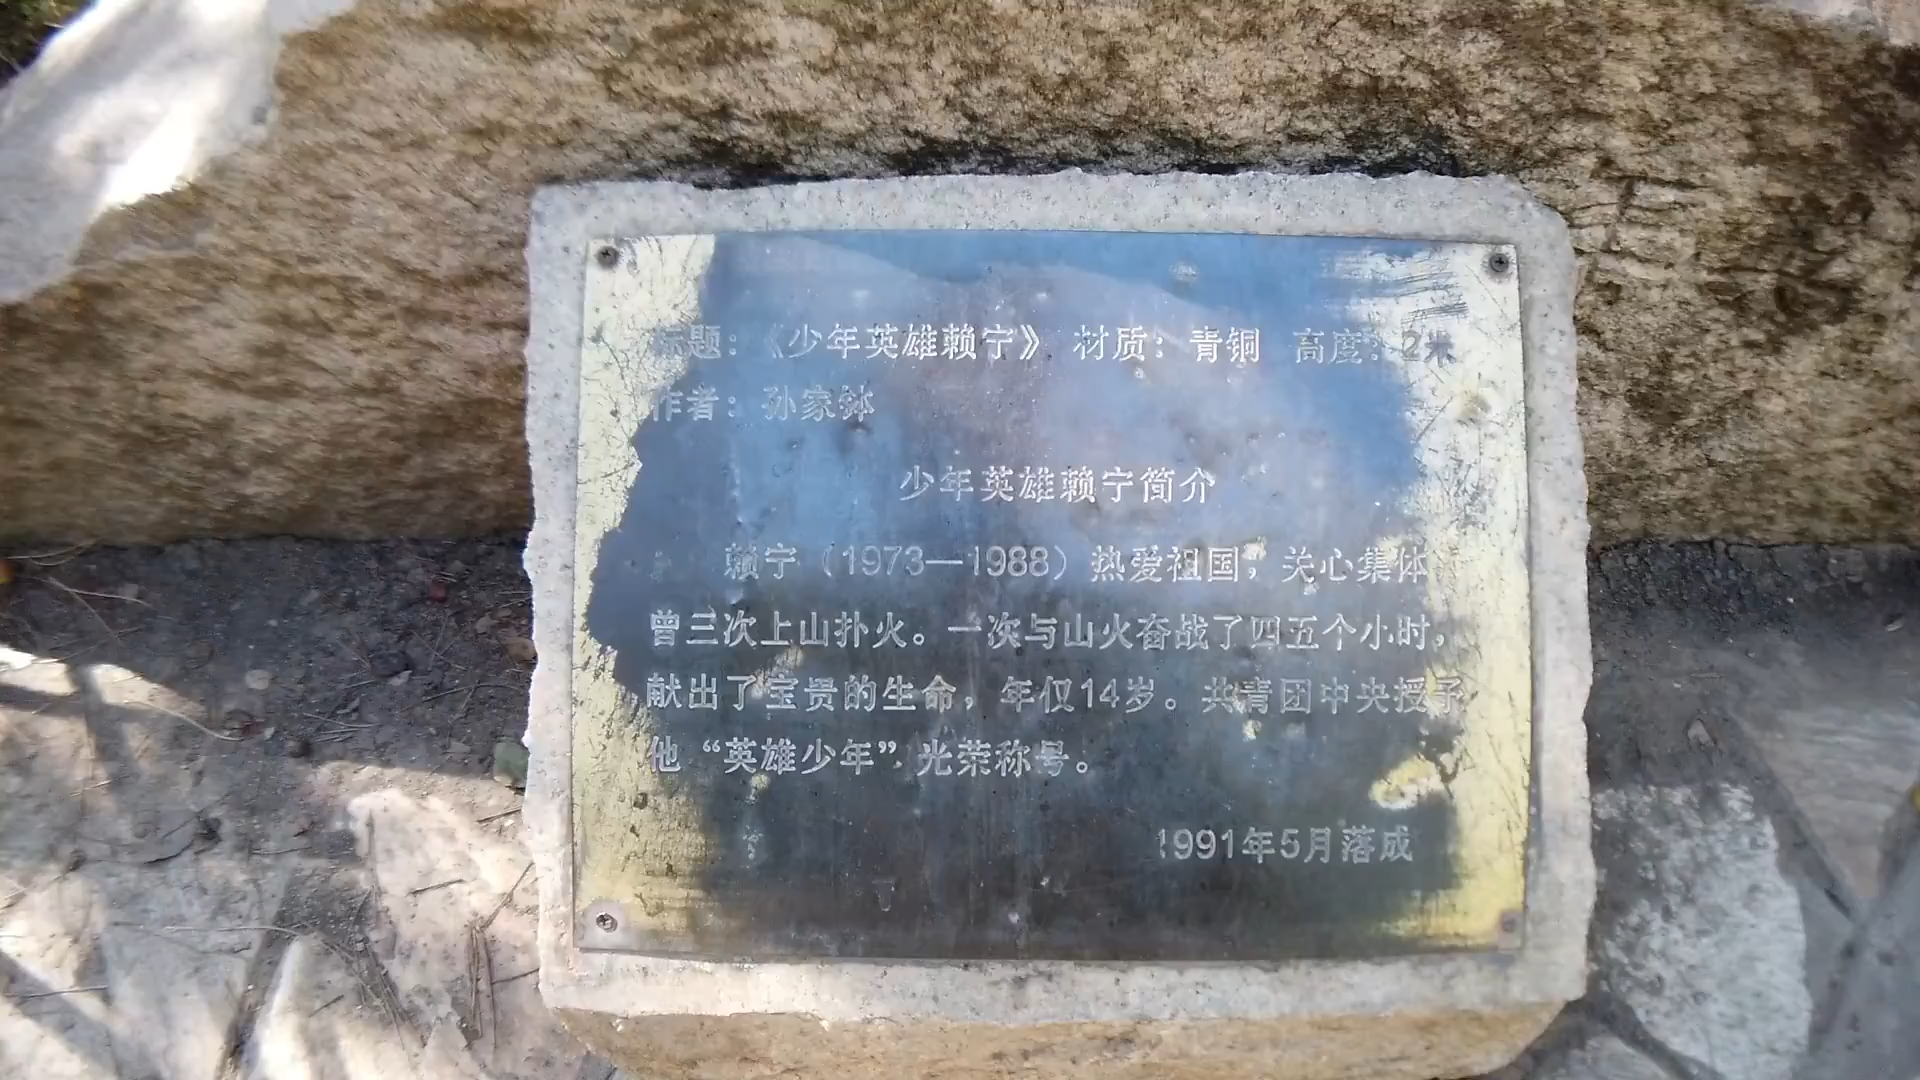 标题：《少年英雄赖宁》 材质：青铜 高度：2米
作者：孙家钵
少年英雄赖宁简介
赖宁（1973—1988）热爱祖国，关心集体
曾三次上山扑火。一次与山火奋战了四五个小时，
献出了宝贵的生命，年仅14岁。共青团中央授予
他“英雄少年”光荣称号。
1991年5月落成